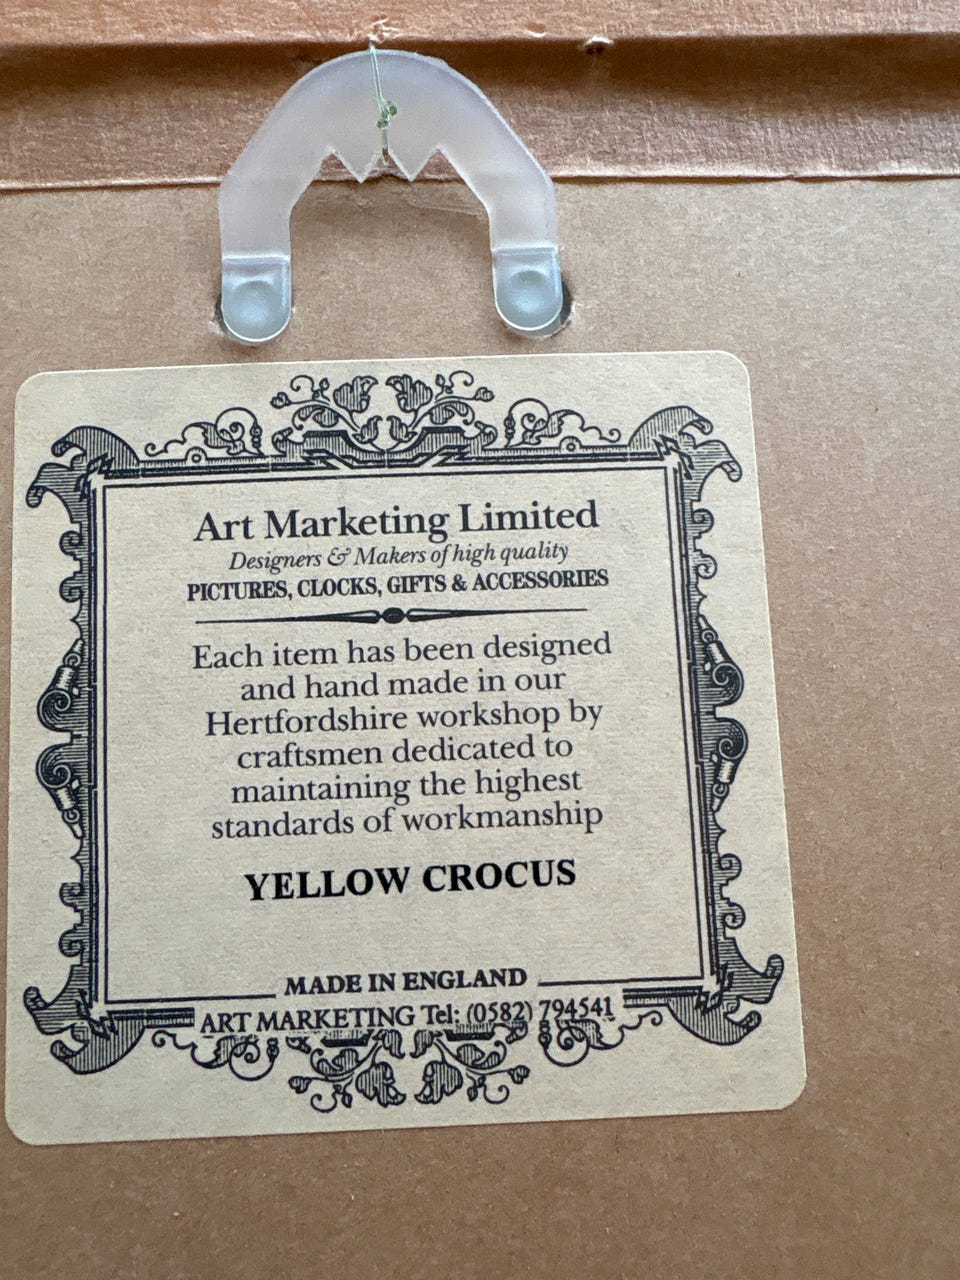 Art Marketing Limited
Designers & Makers of high quality
PICTURES, CLOCKS, GIFTS & ACCESSORIES
Each item has been designed
and hand made in our
Hertfordshire workshop by
craftsmen dedicated to
maintaining the highest
standards of workmanship
YELLOW CROCUS
MADE IN ENGLAND
ART MARKETING Tel: (0582) 794541